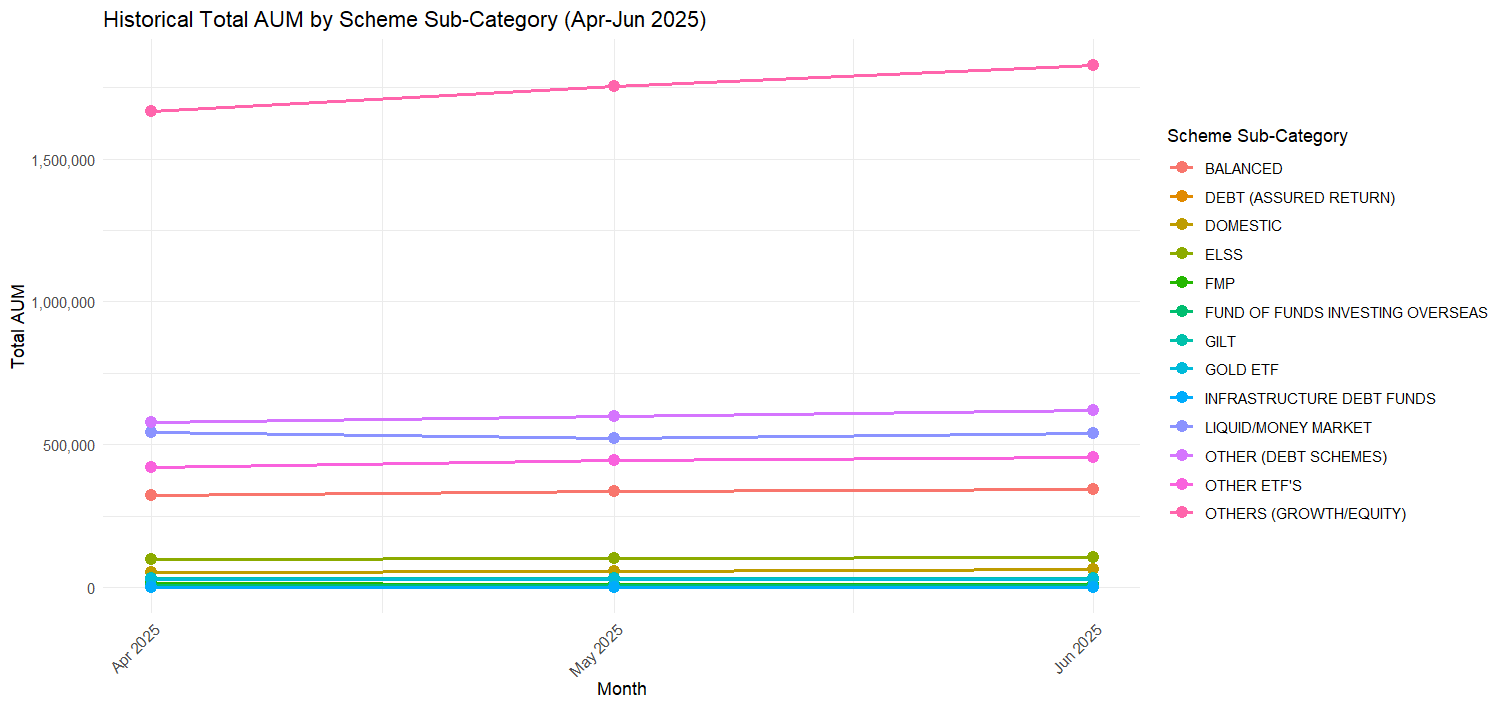 Historical Total AUM by Scheme Sub-Category (Apr-Jun 2025)
Total AUM
1,500,000
1,000,000
500,000
0
Apr 2025
May 2025
Jun 2025
Month
Scheme Sub-Category
BALANCED
DEBT (ASSURED RETURN)
DOMESTIC
ELSS
FMP
FUND OF FUNDS INVESTING OVERSEAS
GILT
GOLD ETF
INFRASTRUCTURE DEBT FUNDS
LIQUID/MONEY MARKET
OTHER (DEBT SCHEMES)
OTHER ETF'S
OTHERS (GROWTH/EQUITY)